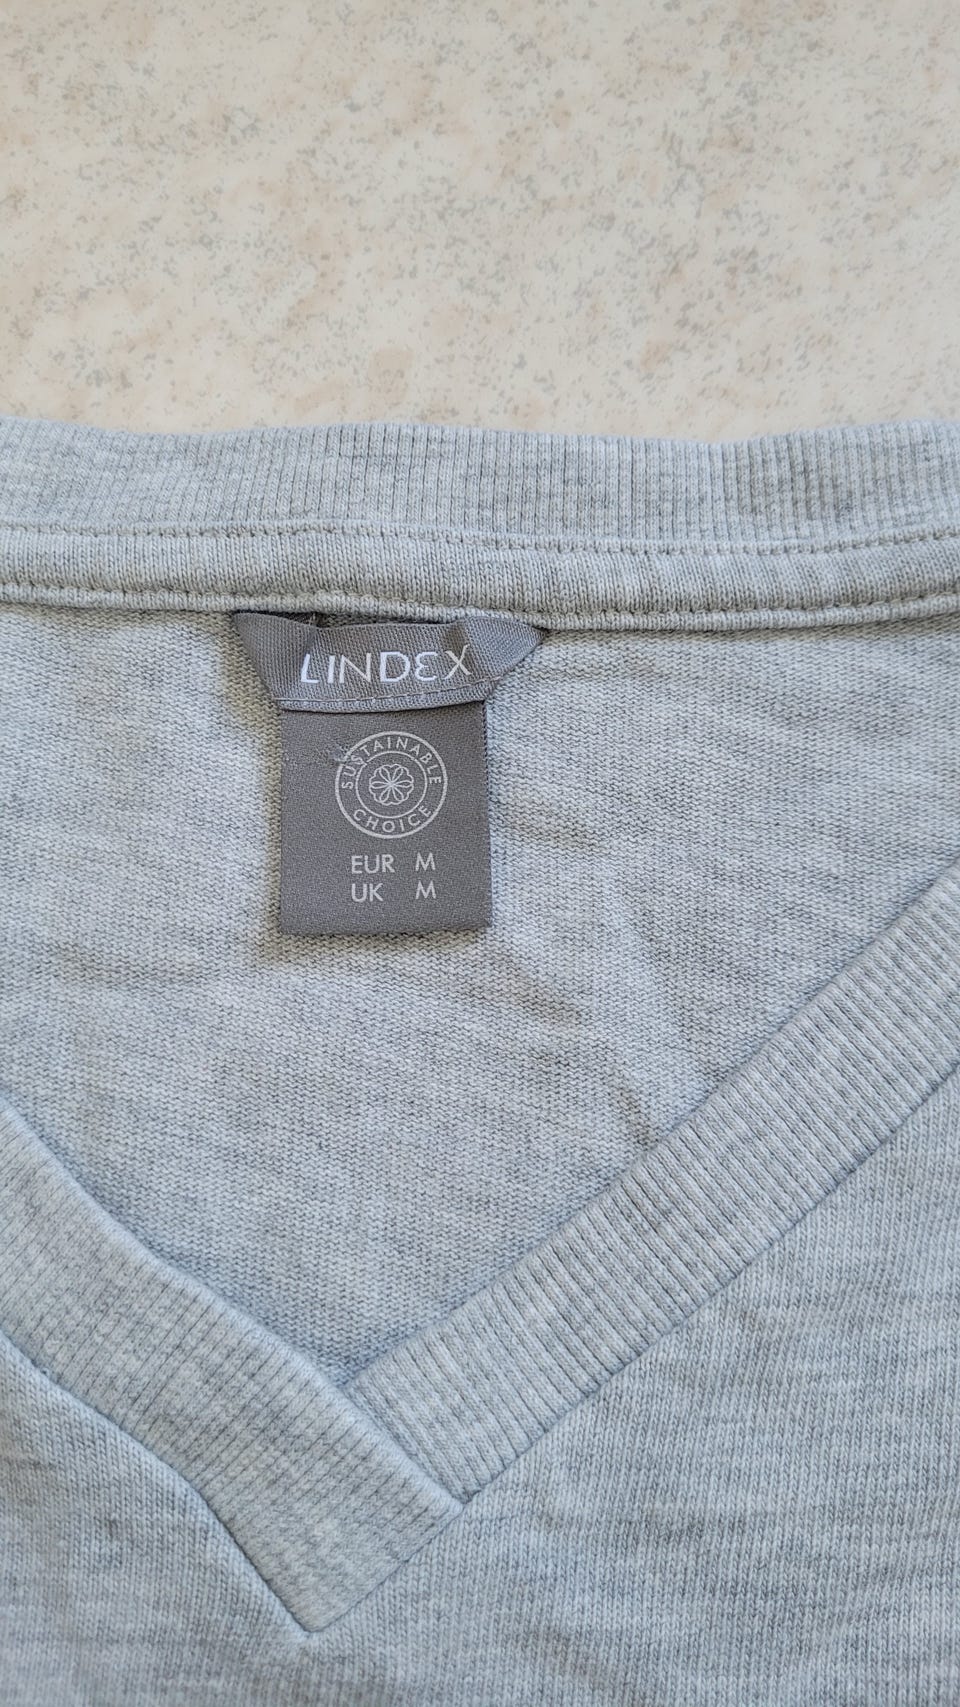 LINDEX
SUSTAINABLE
CHOICE
EUR M
UK M